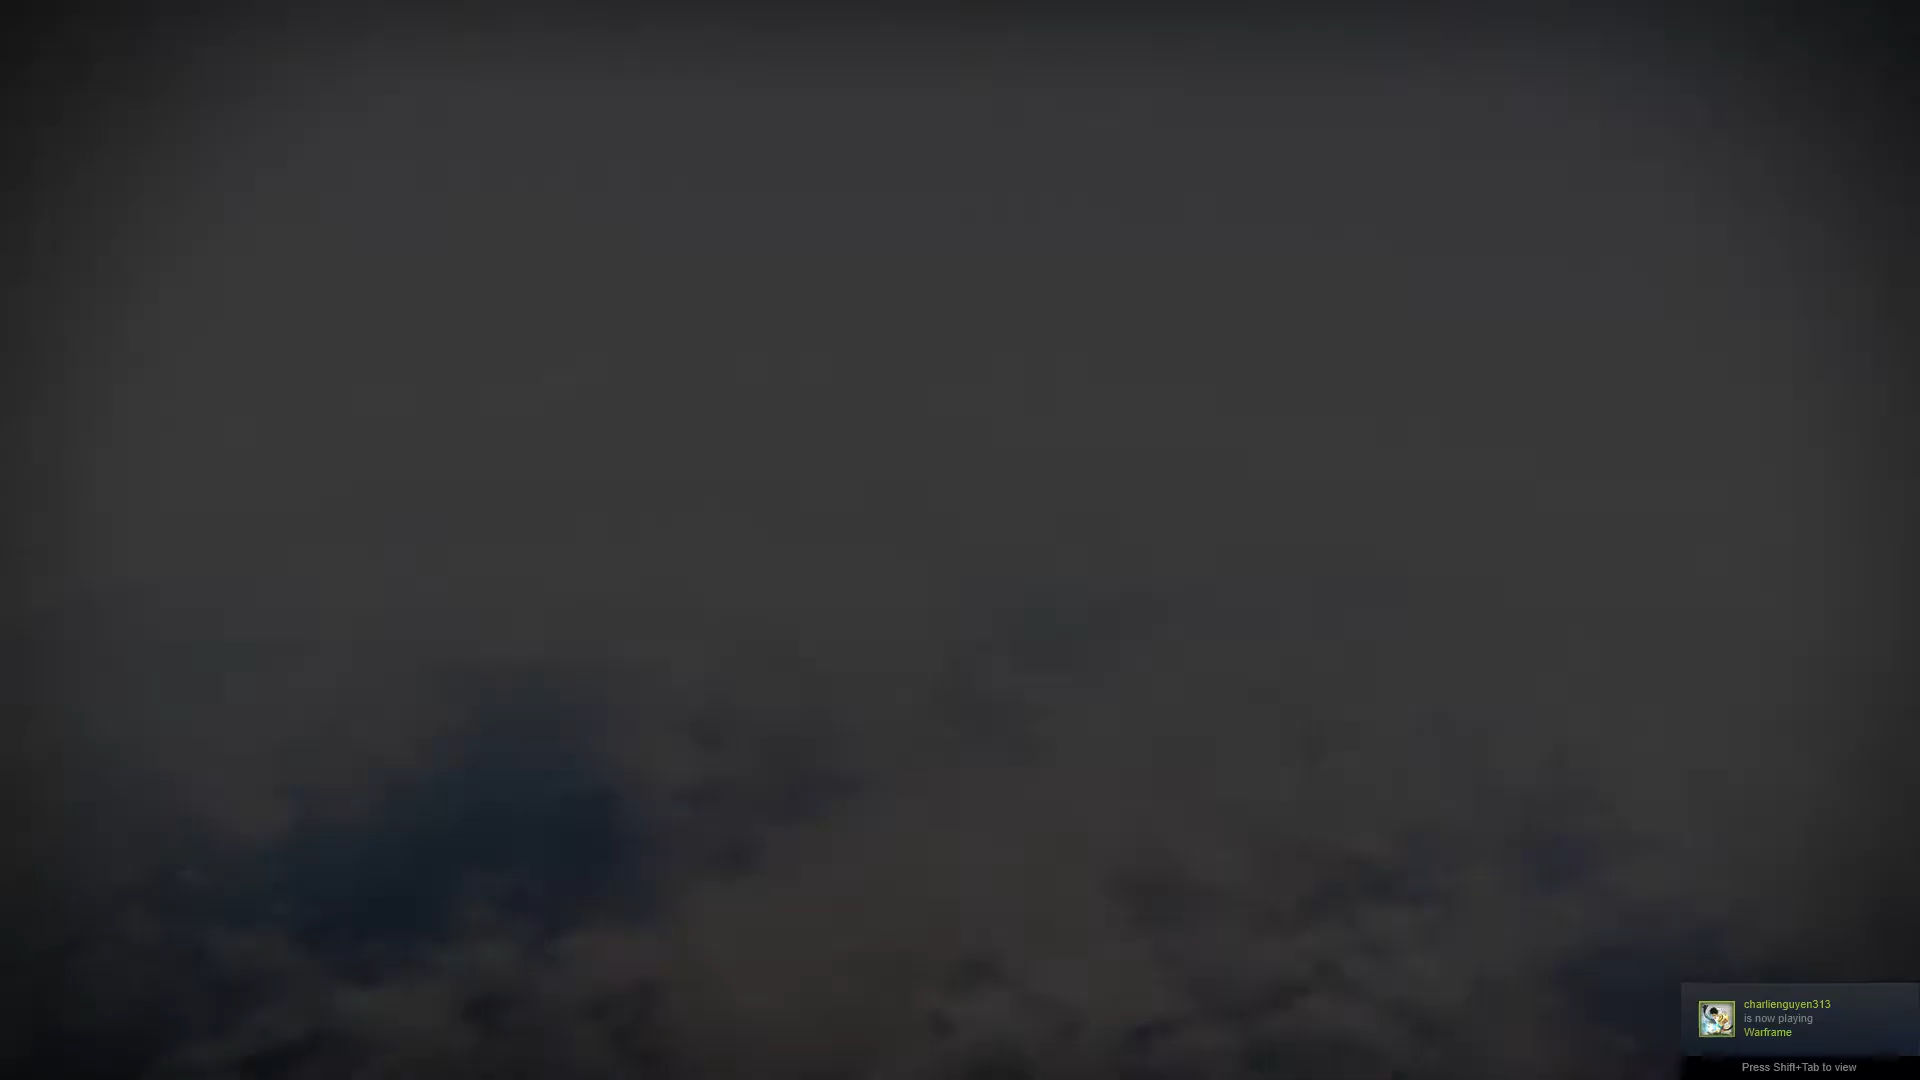 charlienguyen313
is now playing
Warframe
Press Shift+Tab to view